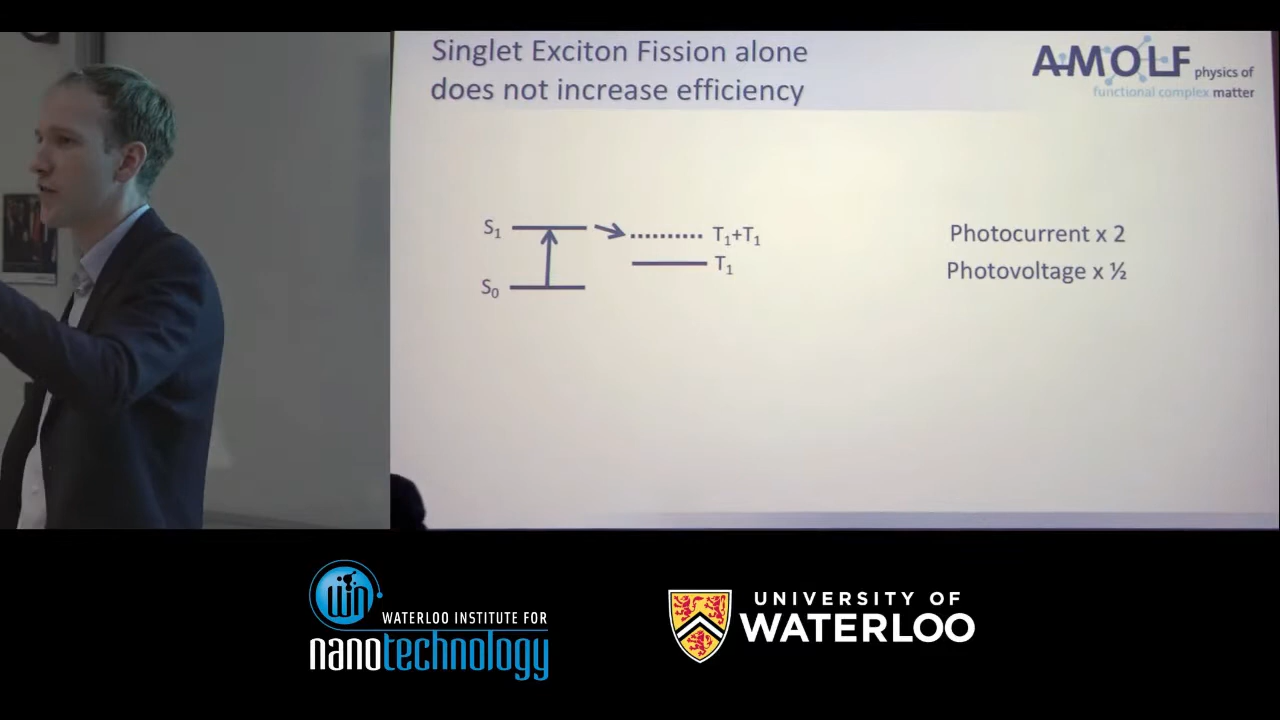 Singlet Exciton Fission alone
does not increase efficiency
AMOLF physics of
functional complex matter
S₁
T₁+T₁
T₁
S₀
Photocurrent x 2
Photovoltage x ½
WATERLOO INSTITUTE FOR
nanotechnology
UNIVERSITY OF
WATERLOO